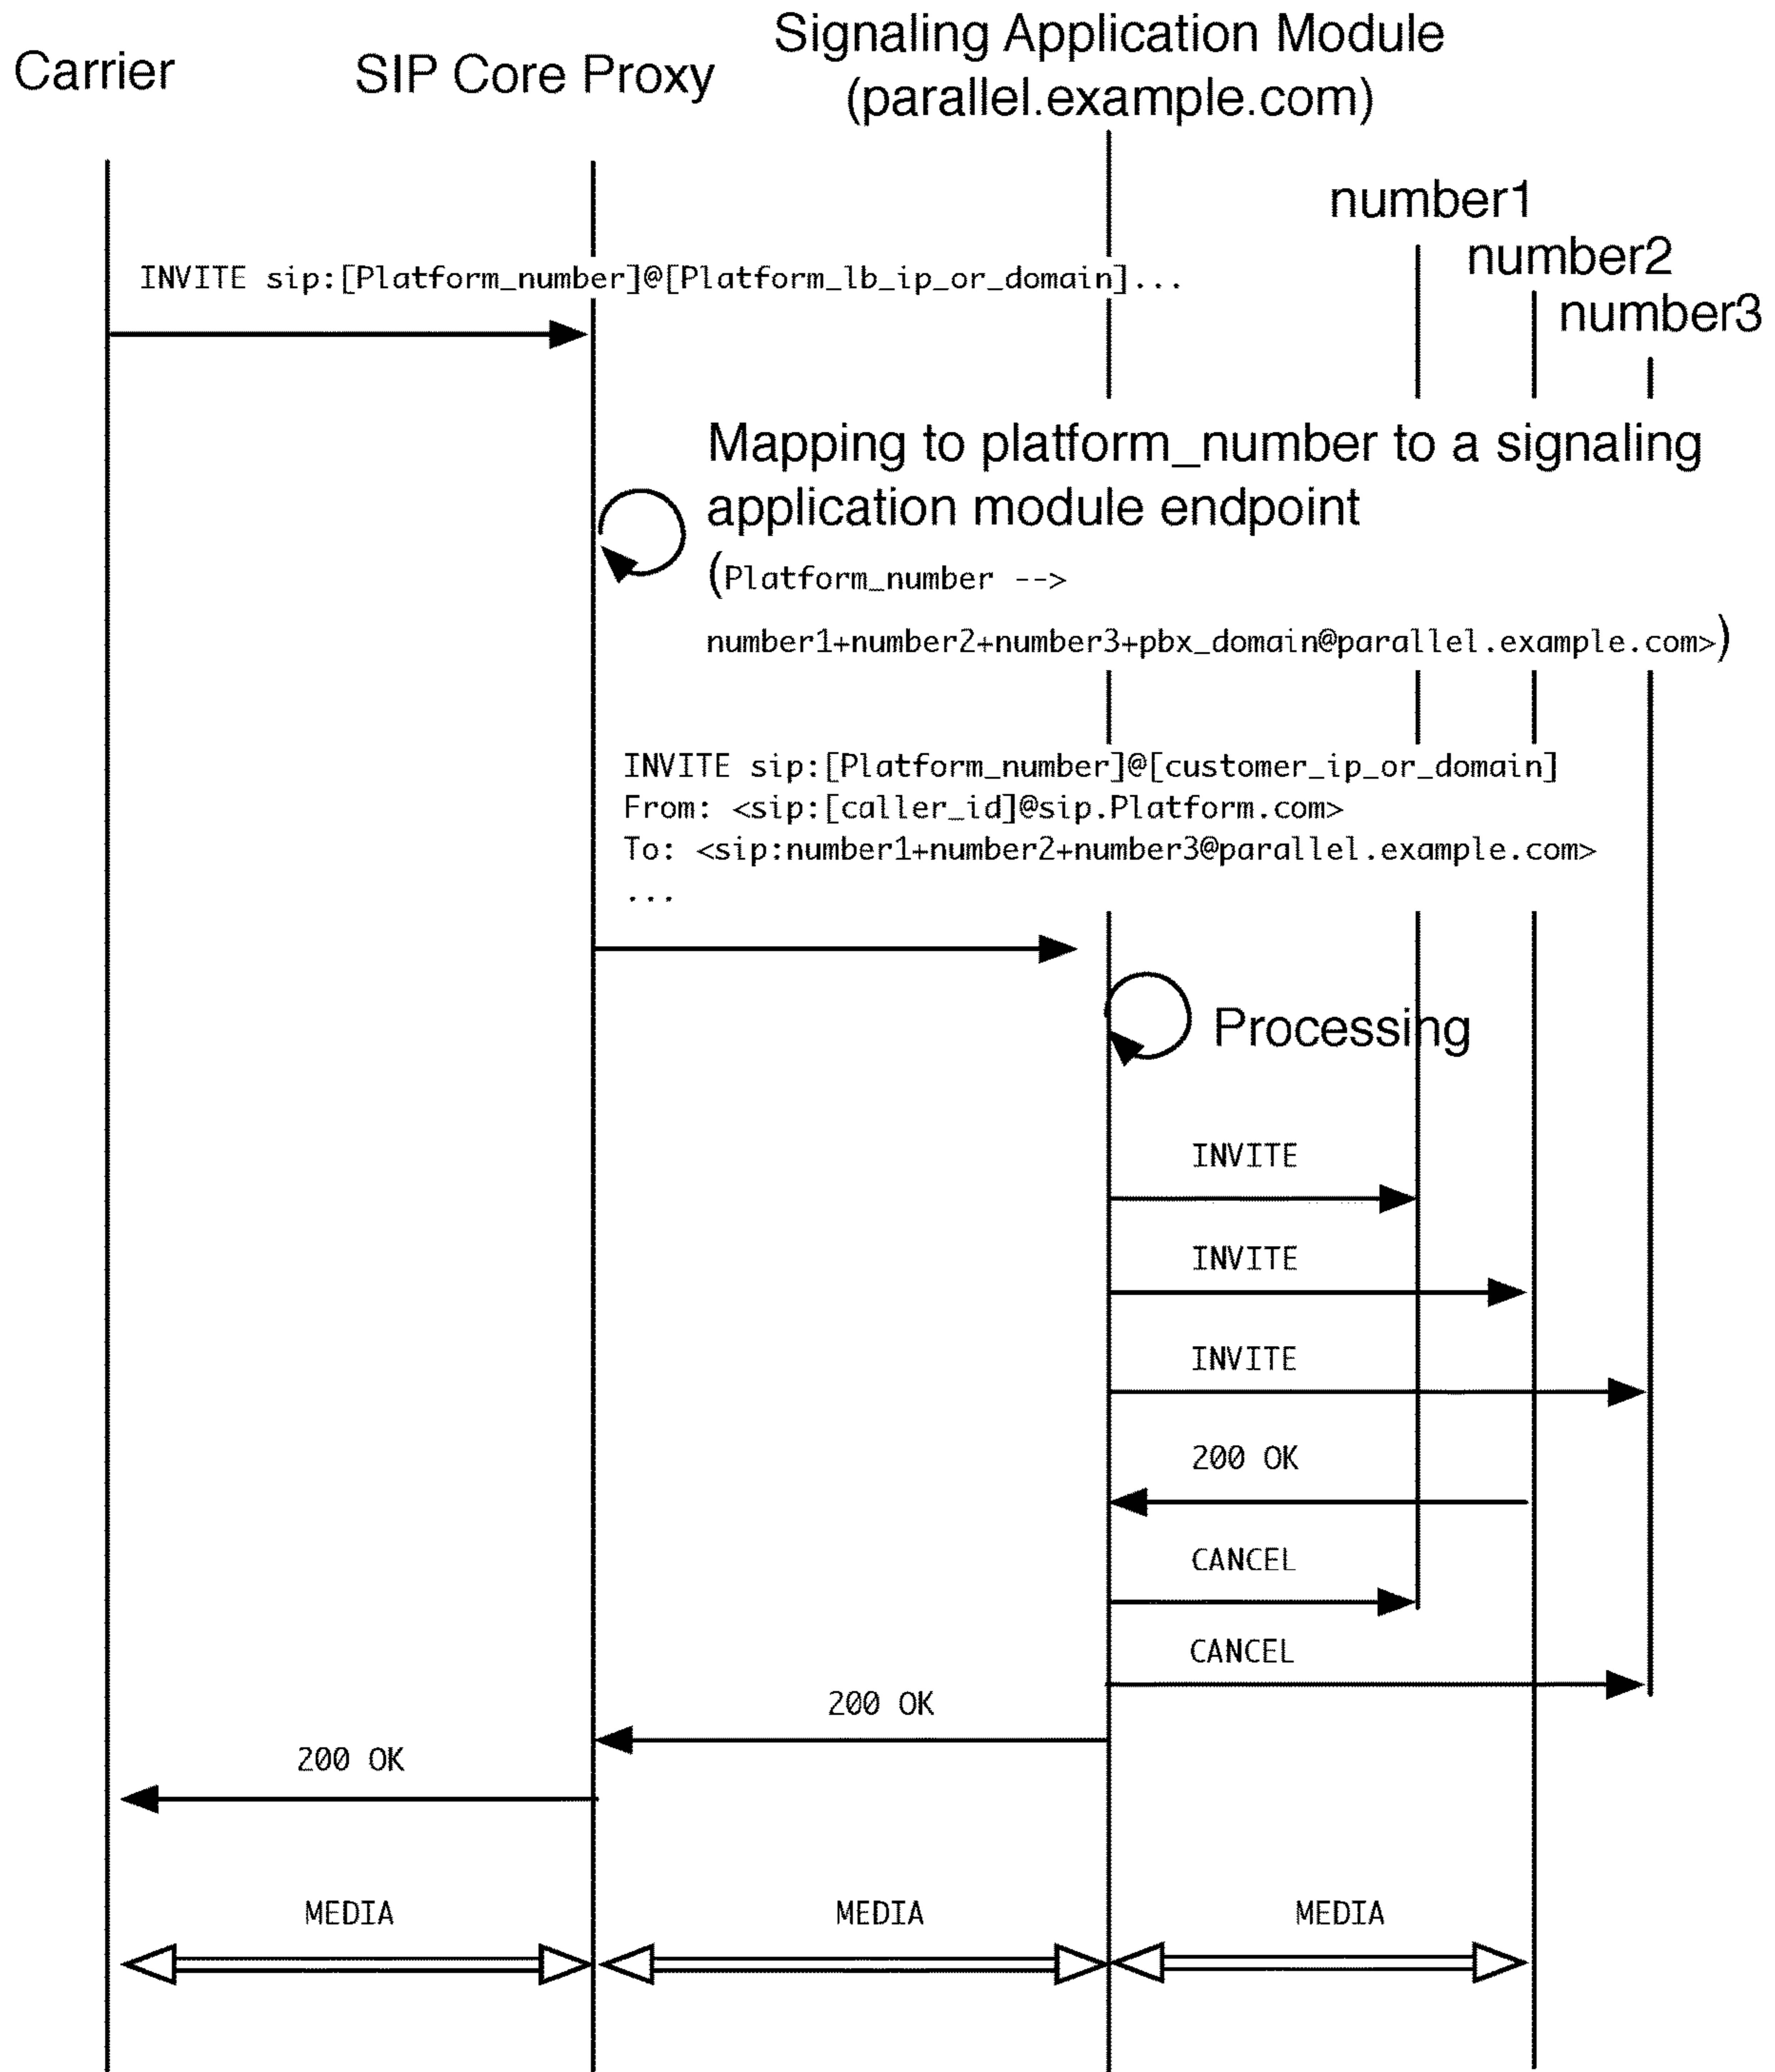 Signaling Application Module
(parallel.example.com)
Carrier
SIP Core Proxy
number1
number2
number3
INVITE sip:[Platform_number]@[Platform_lb_ip_or_domain]...
Mapping to platform_number to a signaling
application module endpoint
(Platform_number -->
number1+number2+number3+pbx_domain@parallel.example.com>)
INVITE sip:[Platform_number]@[customer_ip_or_domain]
From: <sip:[caller_id]@sip.Platform.com>
To: <sip:number1+number2+number3@parallel.example.com>
...
Processing
INVITE
INVITE
INVITE
200 OK
CANCEL
CANCEL
200 OK
200 OK
MEDIA
MEDIA
MEDIA